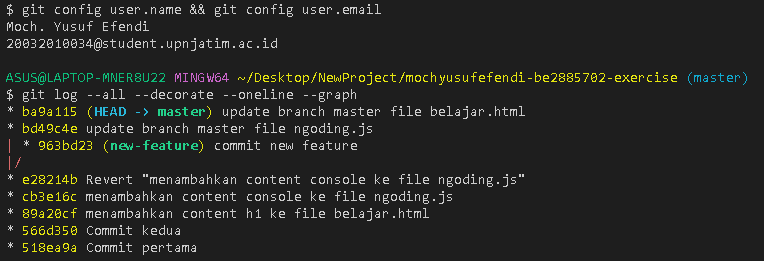 $ git config user.name && git config user.email
Moch. Yusuf Efendi
20032010034@student.upnjatim.ac.id
ASUS@LAPTOP-MNER8U22 MINGW64 ~/Desktop/NewProject/mochyusufefendi-be2885702-exercise (master)
$ git log --all --decorate --oneline --graph
* ba9a115 (HEAD -> master) update branch master file belajar.html
* bd49c4e update branch master file ngoding.js
| * 963bd23 (new-feature) commit new feature
|/
* e28214b Revert "menambahkan content console ke file ngoding.js"
* cb3e16c menambahkan content console ke file ngoding.js
* 89a20cf menambahkan content h1 ke file belajar.html
* 566d350 Commit kedua
* 518ea9a Commit pertama